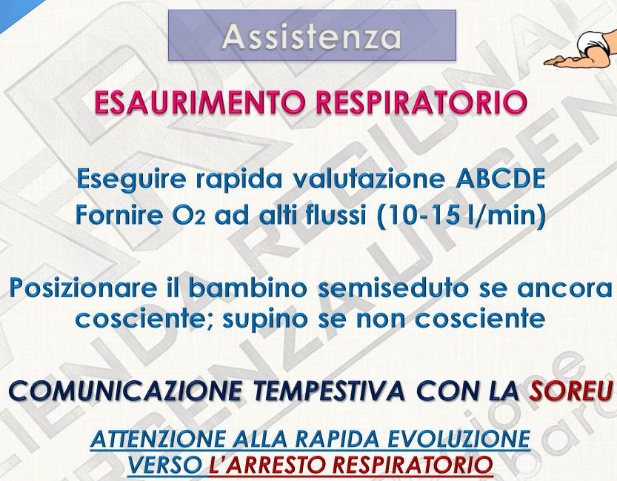 Assistenza
ESAURIMENTO RESPIRATORIO
Eseguire rapida valutazione ABCDE
Fornire O2 ad alti flussi (10-15 l/min)
Posizionare il bambino semiseduto se ancora
cosciente; supino se non cosciente
COMUNICAZIONE TEMPESTIVA CON LA SOREU
ATTENZIONE ALLA RAPIDA EVOLUZIONE
VERSO L'ARRESTO RESPIRATORIO